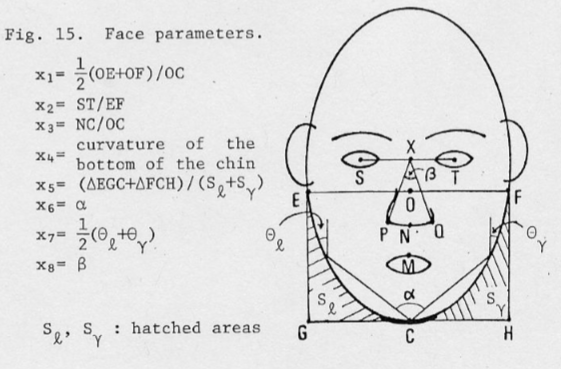 Fig. 15. Face parameters.
x₁= ½(OE+OF)/OC
x₂= ST/EF
x₃= NC/OC
x₄= curvature of the bottom of the chin
x₅= (ΔEGC+ΔFCH)/(Sℓ+Sγ)
x₆= α
x₇= ½(Θℓ+Θγ)
x₈= β
Sℓ, Sγ : hatched areas
X
S
β
T
E
O
F
P
N
Q
Θℓ
Θγ
M
α
Sℓ
Sγ
G
C
H